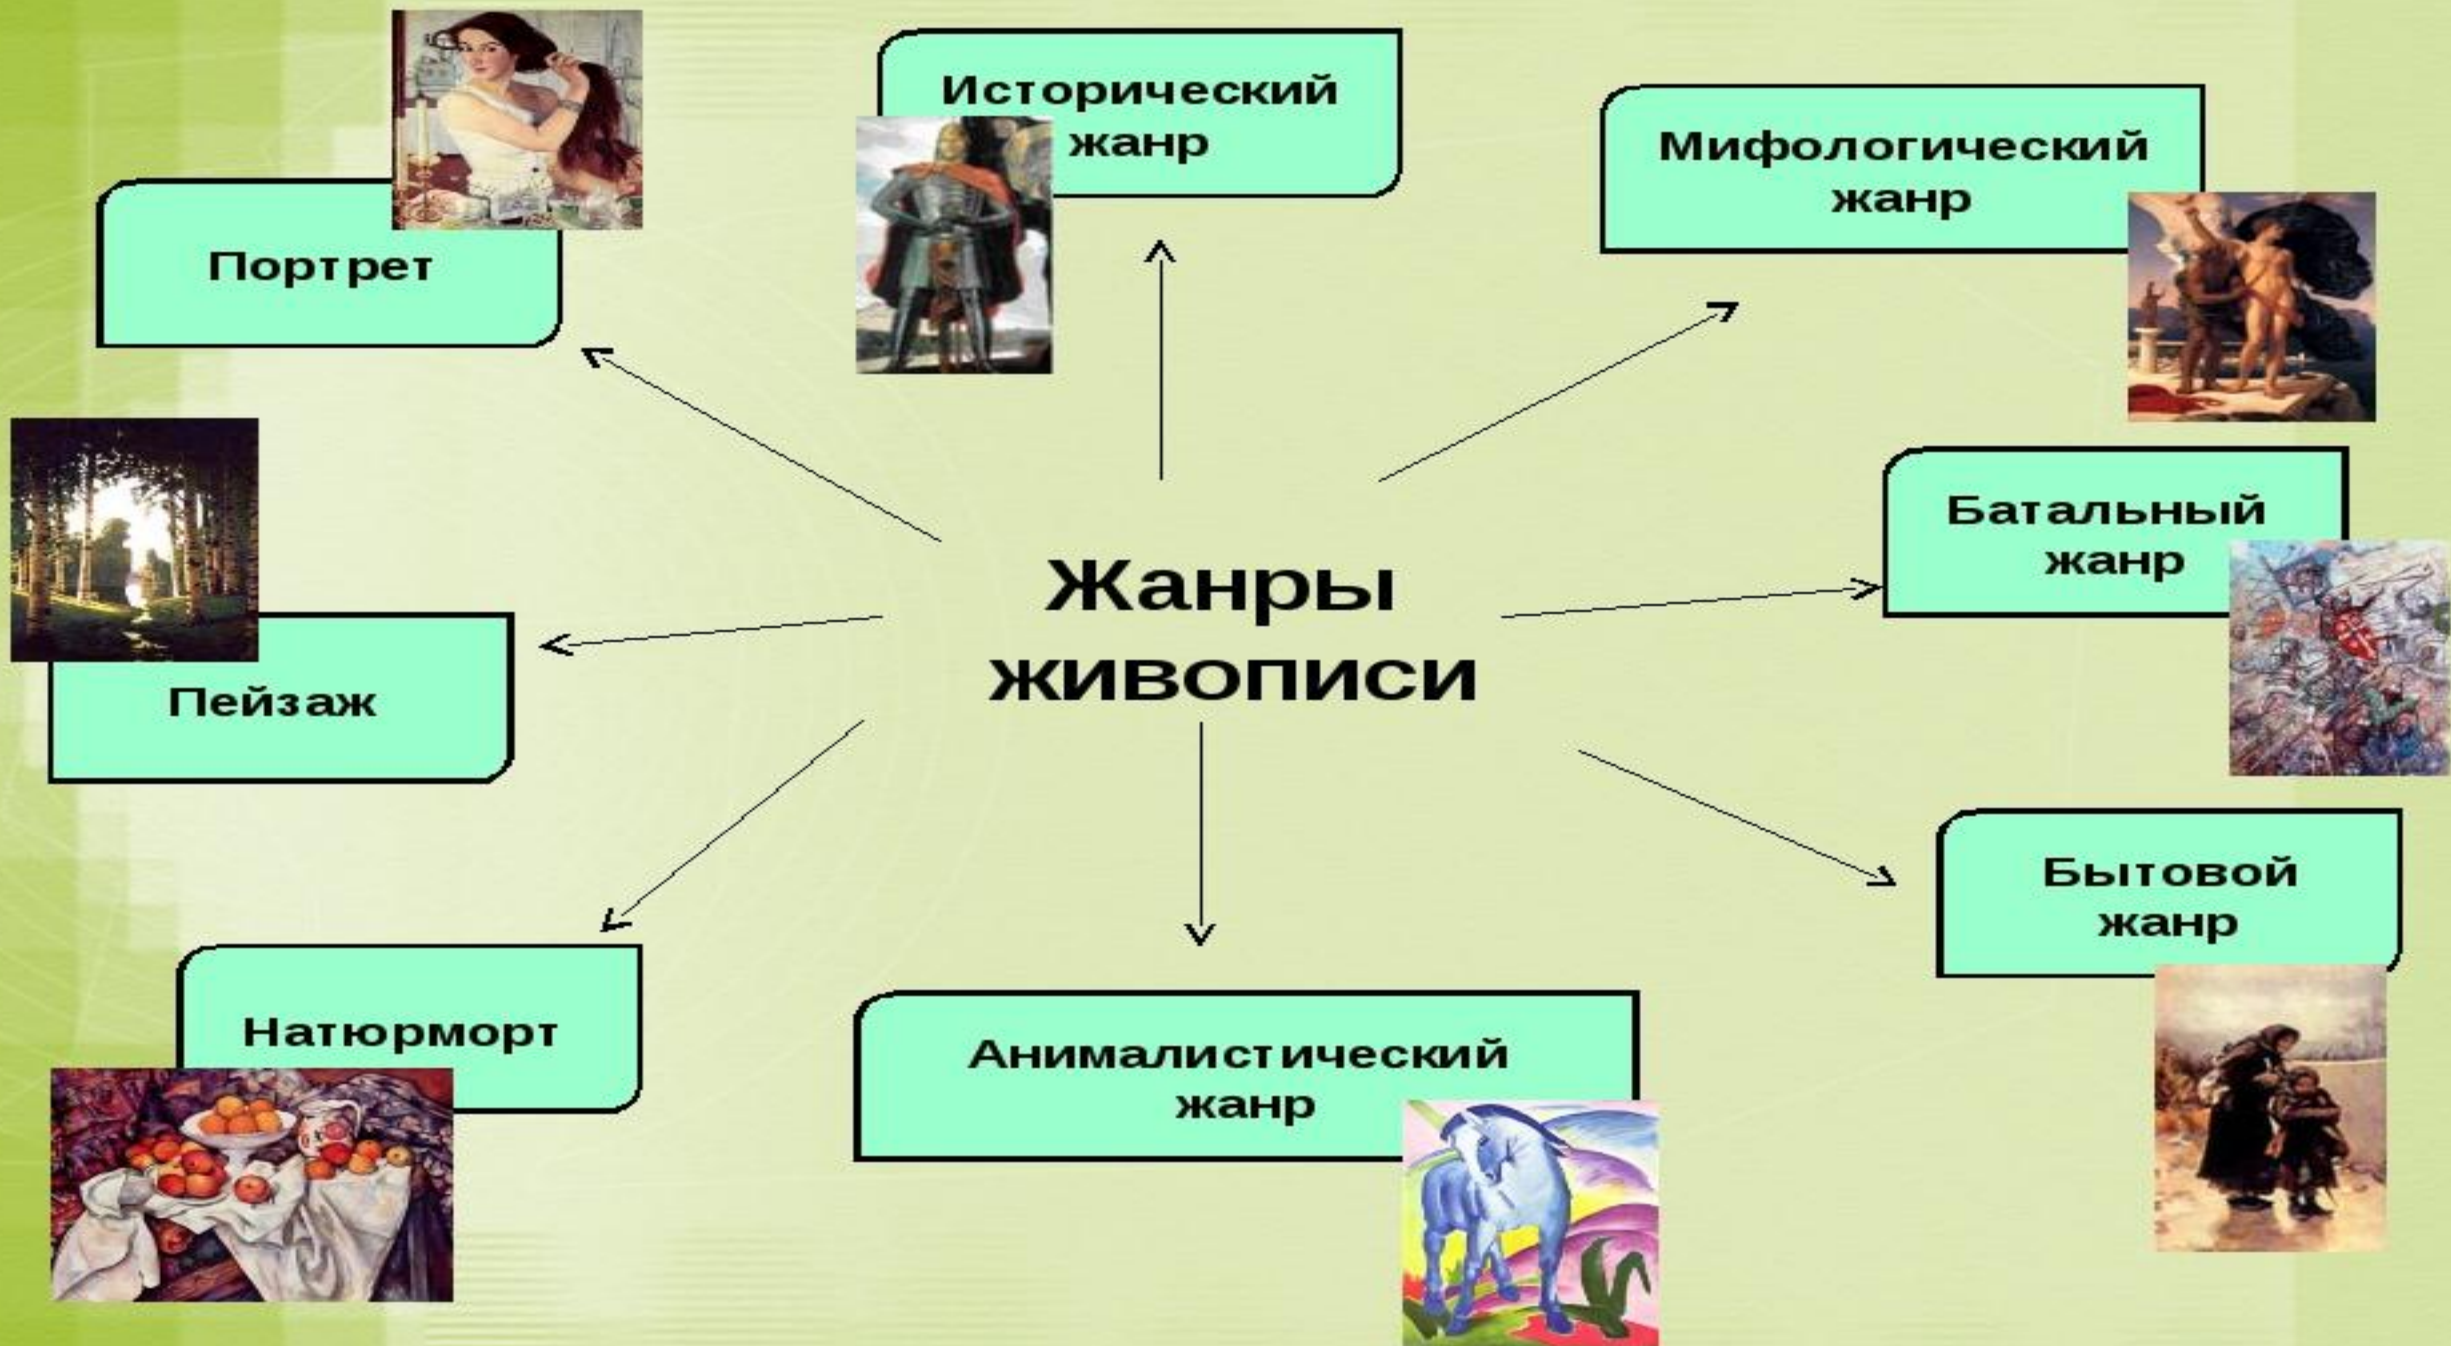 Исторический
жанр
Мифологический
жанр
Портрет
Батальный
жанр
Жанры
живописи
Пейзаж
Бытовой
жанр
Натюрморт
Анималистический
жанр